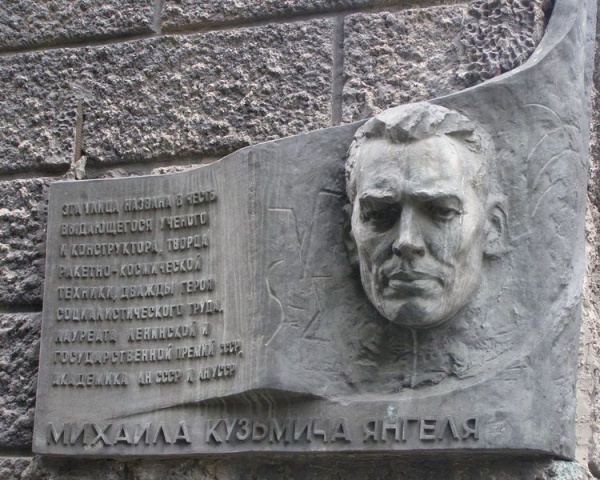 ЭТА УЛИЦА НАЗВАНА В ЧЕСТЬ
ВЫДАЮЩЕГОСЯ УЧЕНОГО
И КОНСТРУКТОРА, ТВОРЦА
РАКЕТНО-КОСМИЧЕСКОЙ
ТЕХНИКИ, ДВАЖДЫ ГЕРОЯ
СОЦИАЛИСТИЧЕСКОГО ТРУДА,
ЛАУРЕАТА ЛЕНИНСКОЙ И
ГОСУДАРСТВЕННОЙ ПРЕМИЙ СССР,
АКАДЕМИКА АН СССР И АН УССР
МИХАИЛА КУЗЬМИЧА ЯНГЕЛЯ